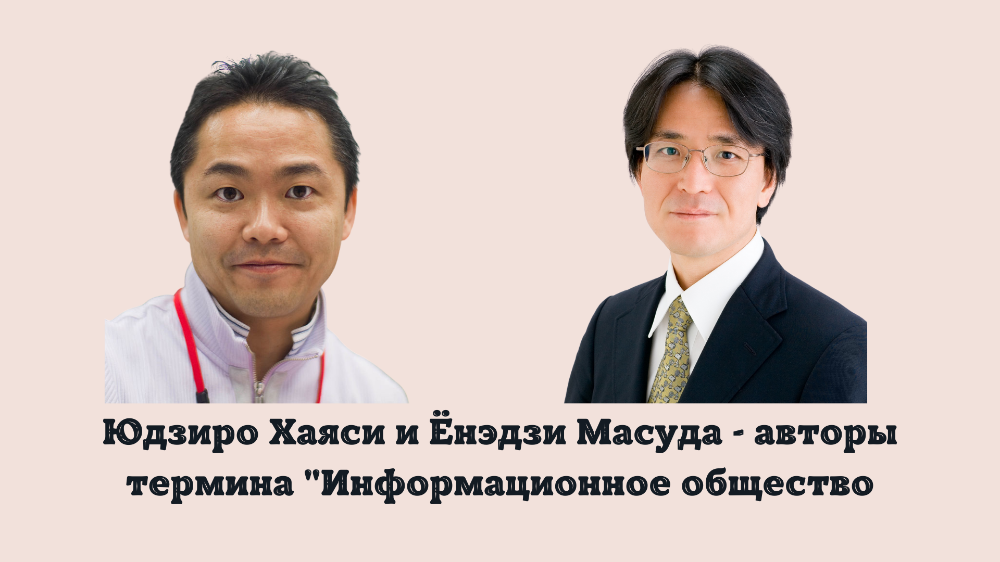 Юдзиро Хаяси и Ёнэдзи Масуда - авторы
термина "Информационное общество